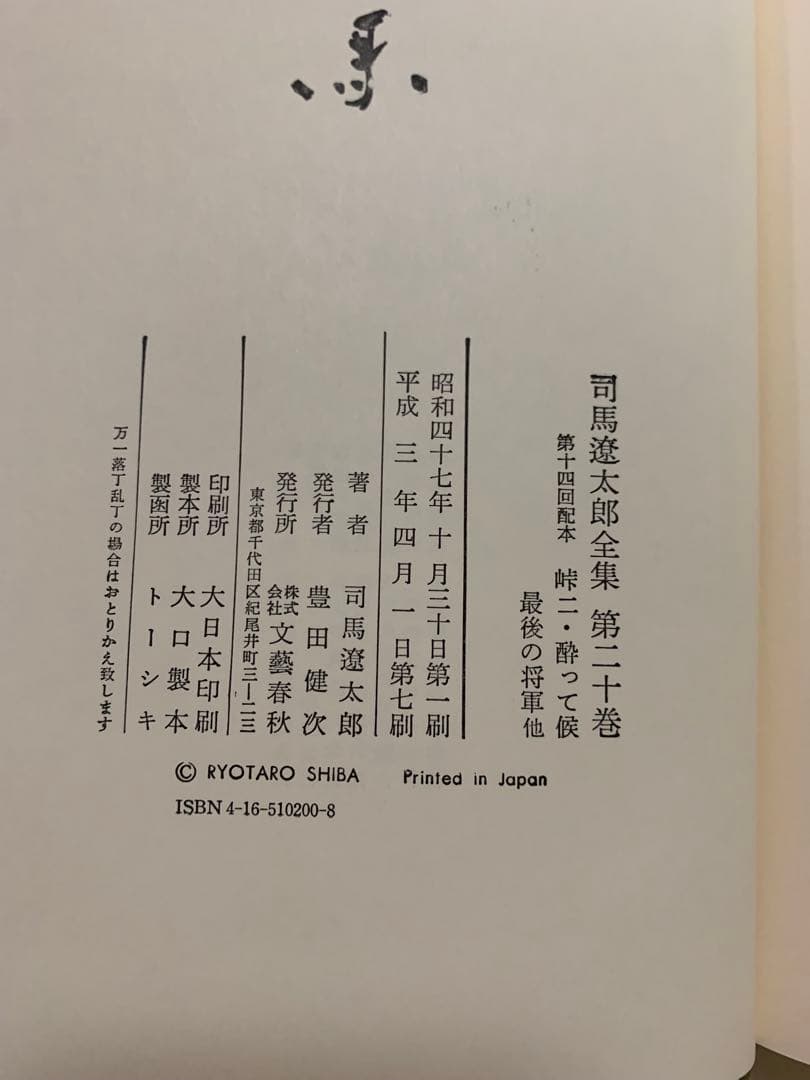 司馬遼太郎全集 第二十巻
第十四回配本 峠二・酔って候
最後の将軍他
昭和四十七年 十 月三十日第一刷
平成 三 年 四 月 一 日第七刷
著 者 司馬遼太郎
発行者 豊田健次
発行所 株式会社 文藝春秋
東京都千代田区紀尾井町三―二三
印刷所 大日本印刷
製本所 大口製本
製函所 トーシキ
万一落丁乱丁の場合はおとりかえ致します
© RYOTARO SHIBA Printed in Japan
ISBN 4-16-510200-8